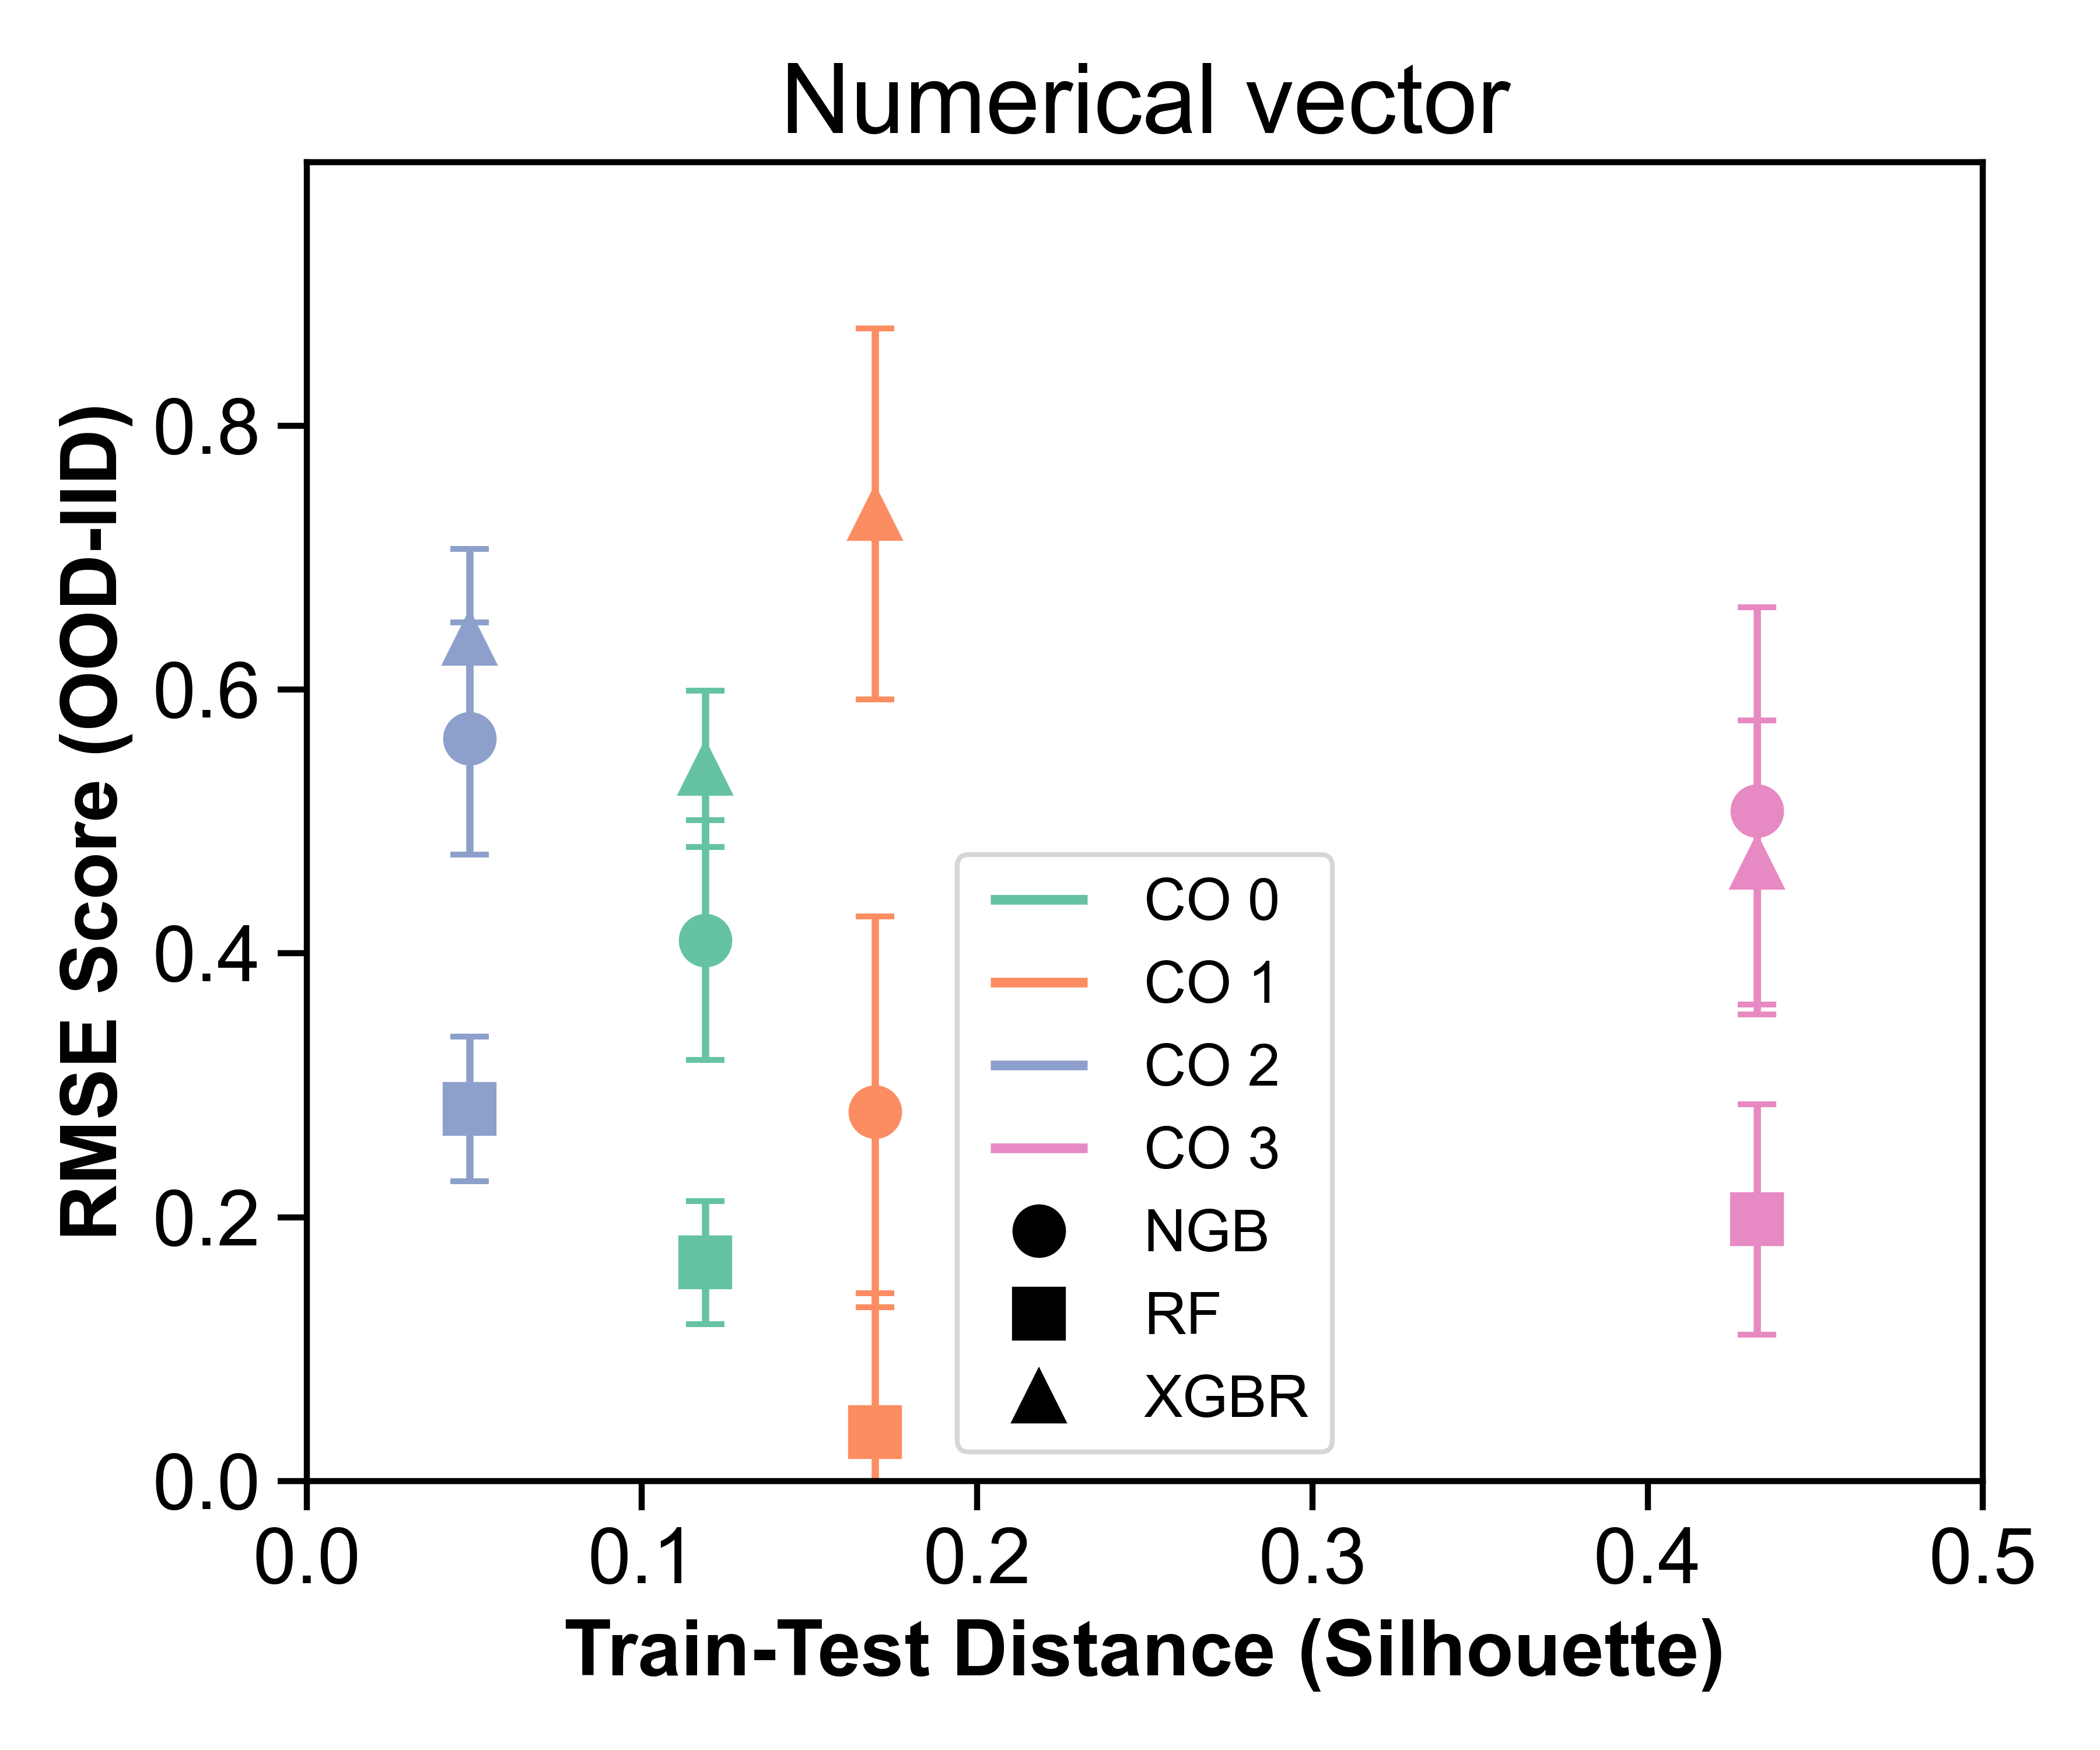 Numerical vector
RMSE Score (OOD-IID)
0.8
0.6
0.4
0.2
0.0
CO 0
CO 1
CO 2
CO 3
NGB
RF
XGBR
0.0 0.1 0.2 0.3 0.4 0.5
Train-Test Distance (Silhouette)